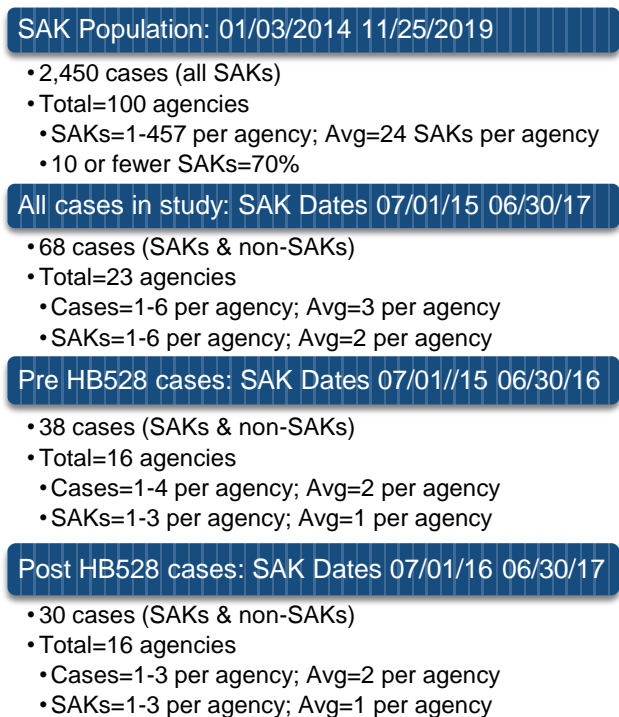 SAK Population: 01/03/2014 11/25/2019
•2,450 cases (all SAKs)
•Total=100 agencies
•SAKs=1-457 per agency; Avg=24 SAKs per agency
•10 or fewer SAKs=70%
All cases in study: SAK Dates 07/01/15 06/30/17
•68 cases (SAKs & non-SAKs)
•Total=23 agencies
•Cases=1-6 per agency; Avg=3 per agency
•SAKs=1-6 per agency; Avg=2 per agency
Pre HB528 cases: SAK Dates 07/01//15 06/30/16
•38 cases (SAKs & non-SAKs)
•Total=16 agencies
•Cases=1-4 per agency; Avg=2 per agency
•SAKs=1-3 per agency; Avg=1 per agency
Post HB528 cases: SAK Dates 07/01/16 06/30/17
•30 cases (SAKs & non-SAKs)
•Total=16 agencies
•Cases=1-3 per agency; Avg=2 per agency
•SAKs=1-3 per agency; Avg=1 per agency